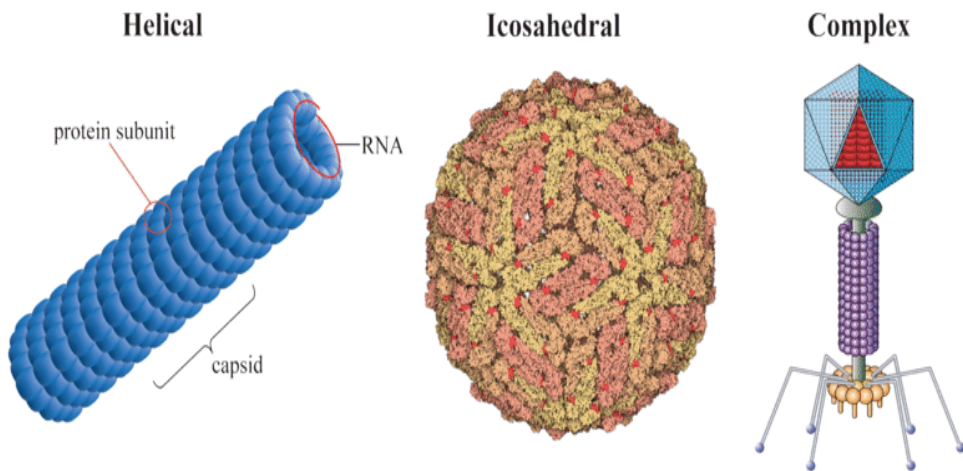 Helical
Icosahedral
Complex
protein subunit
RNA
capsid